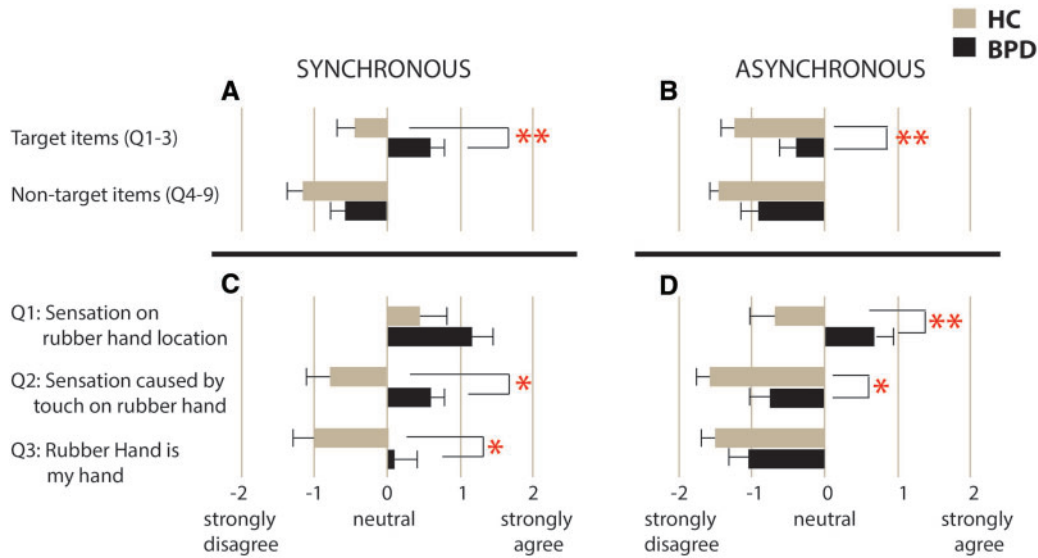 HC
BPD
SYNCHRONOUS
ASYNCHRONOUS
A
B
Target items (Q1-3)
**
**
Non-target items (Q4-9)
C
D
Q1: Sensation on
rubber hand location
**
Q2: Sensation caused by
touch on rubber hand
*
*
Q3: Rubber Hand is
my hand
*
-2 -1 0 1 2
strongly disagree
neutral
strongly agree
-2 -1 0 1 2
strongly disagree
neutral
strongly agree